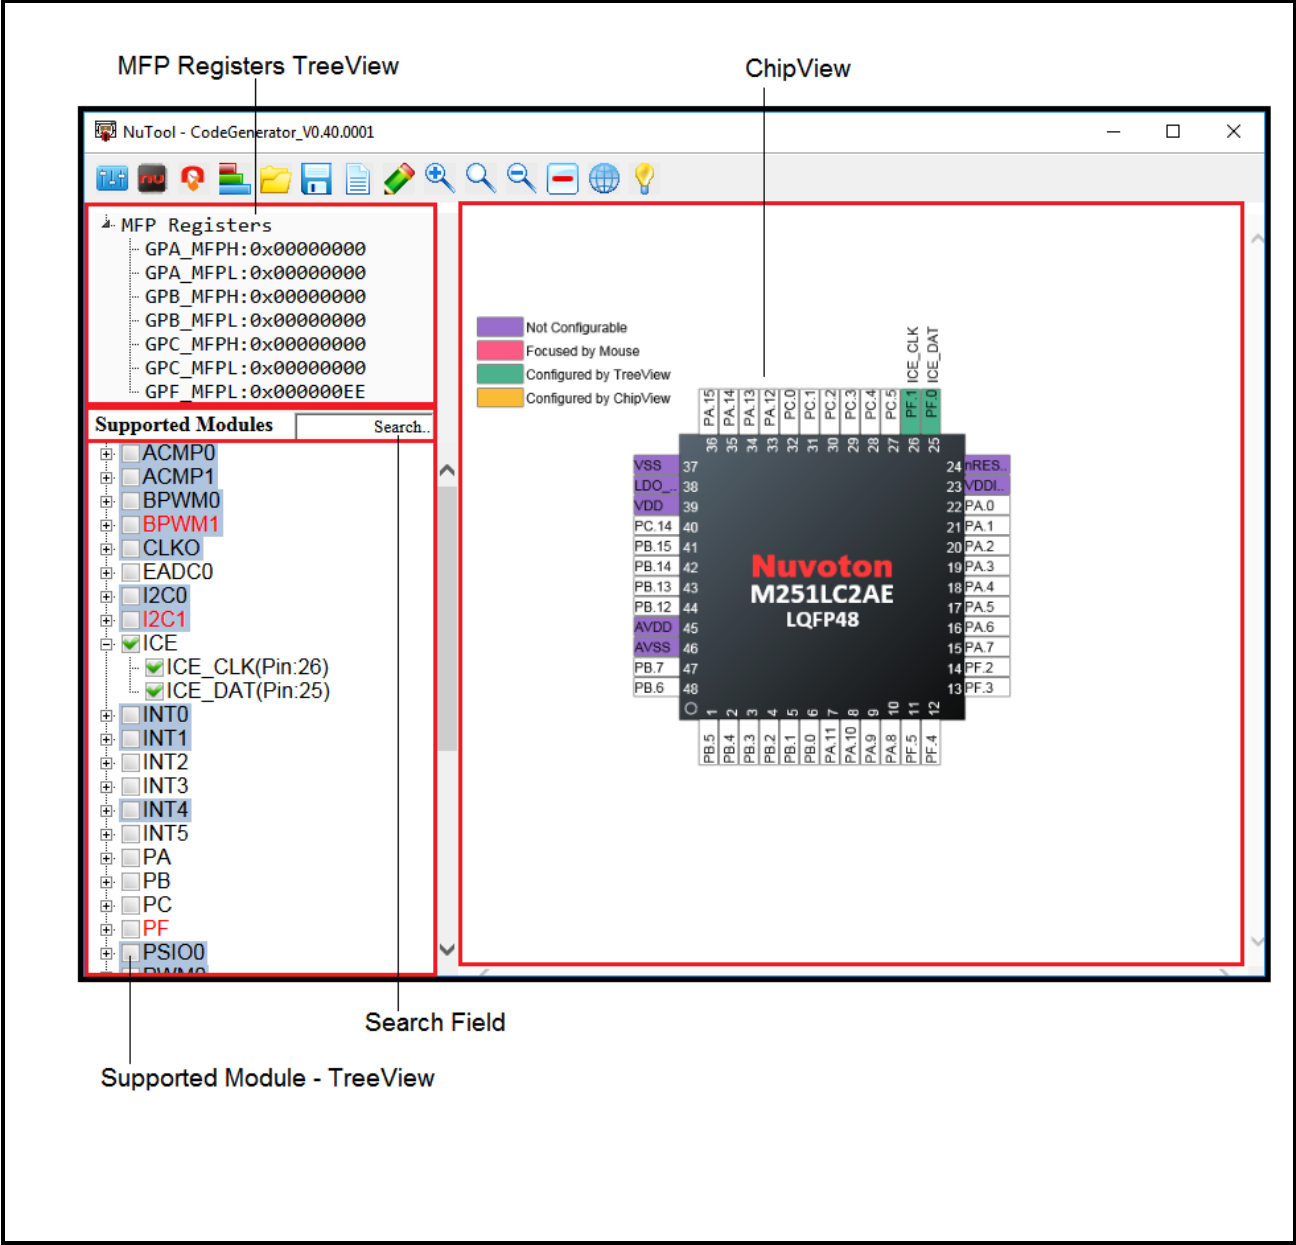 MFP Registers TreeView
ChipView
NuTool - CodeGenerator_V0.40.0001
nu
MFP Registers
GPA_MFPH:0x00000000
GPA_MFPL:0x00000000
GPB_MFPH:0x00000000
GPB_MFPL:0x00000000
GPC_MFPH:0x00000000
GPC_MFPL:0x00000000
GPF_MFPL:0x000000EE
Supported Modules
Search..
ACMP0
ACMP1
BPWM0
BPWM1
CLKO
EADC0
I2C0
I2C1
ICE
ICE_CLK(Pin:26)
ICE_DAT(Pin:25)
INT0
INT1
INT2
INT3
INT4
INT5
PA
PB
PC
PF
PSIO0
PWM0
Not Configurable
Focused by Mouse
Configured by TreeView
Configured by ChipView
ICE_CLK
ICE_DAT
PA.15
PA.14
PA.13
PA.12
PC.0
PC.1
PC.2
PC.3
PC.4
PC.5
PF.1
PF.0
36
35
34
33
32
31
30
29
28
27
26
25
VSS 37
LDO_.. 38
VDD 39
PC.14 40
PB.15 41
PB.14 42
PB.13 43
PB.12 44
AVDD 45
AVSS 46
PB.7 47
PB.6 48
Nuvoton
M251LC2AE
LQFP48
24 nRES..
23 VDDI..
22 PA.0
21 PA.1
20 PA.2
19 PA.3
18 PA.4
17 PA.5
16 PA.6
15 PA.7
14 PF.2
13 PF.3
1
2
3
4
5
6
7
8
9
10
11
12
PB.5
PB.4
PB.3
PB.2
PB.1
PB.0
PA.11
PA.10
PA.9
PA.8
PF.5
PF.4
Search Field
Supported Module - TreeView